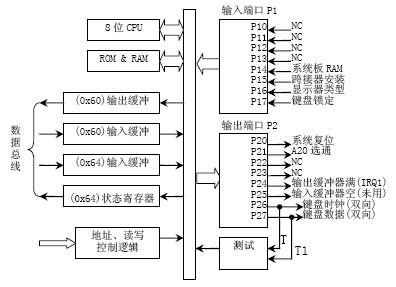 8 位 CPU
ROM & RAM
(0x60)输出缓冲
(0x60)输入缓冲
(0x64)输入缓冲
(0x64)状态寄存器
数据总线
地址、读写
控制逻辑
输入端口 P1
P10 NC
P11 NC
P12 NC
P13 NC
P14 系统板 RAM
P15 跨接器安装
P16 显示器类型
P17 键盘锁定
输出端口 P2
P20 系统复位
P21 A20 选通
P22 NC
P23 NC
P24 输出缓冲器满(IRQ1)
P25 输入缓冲器空(未用)
P26 键盘时钟(双向)
P27 键盘数据(双向)
测试
T
T1